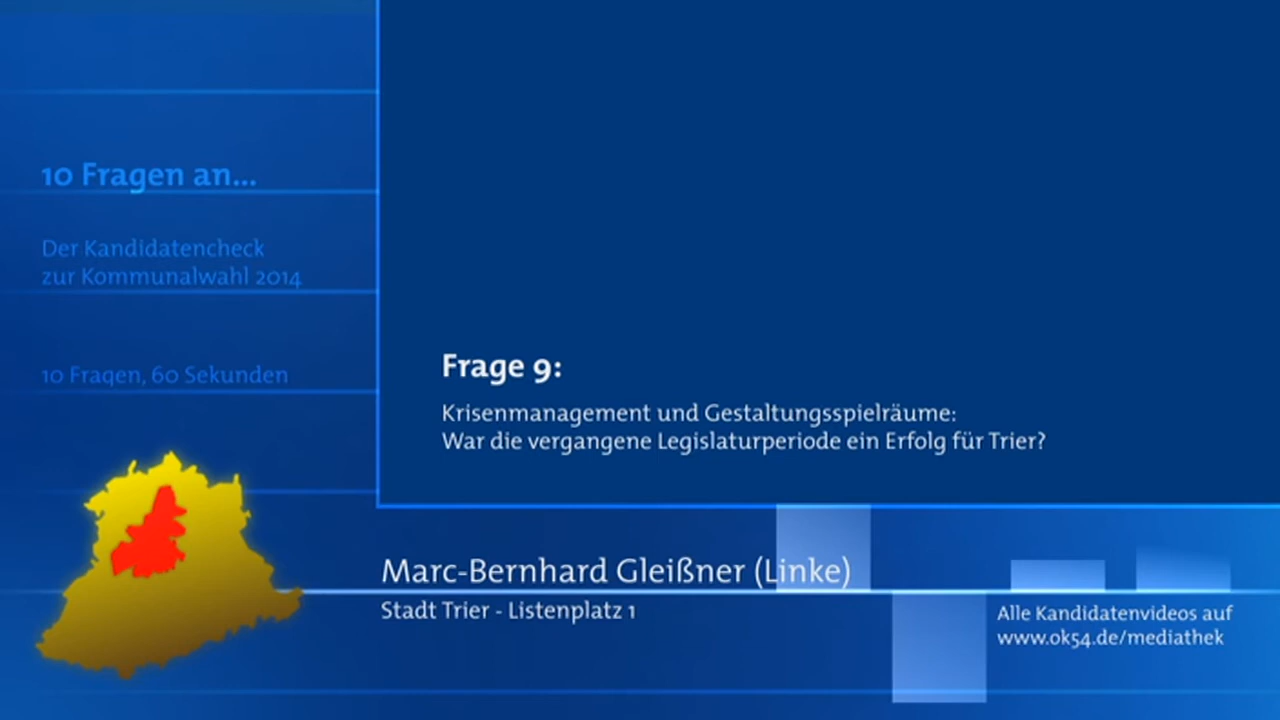 10 Fragen an...
Der Kandidatencheck
zur Kommunalwahl 2014
10 Fragen, 60 Sekunden
Frage 9:
Krisenmanagement und Gestaltungsspielräume:
War die vergangene Legislaturperiode ein Erfolg für Trier?
Marc-Bernhard Gleißner (Linke)
Stadt Trier - Listenplatz 1
Alle Kandidatenvideos auf
www.ok54.de/mediathek